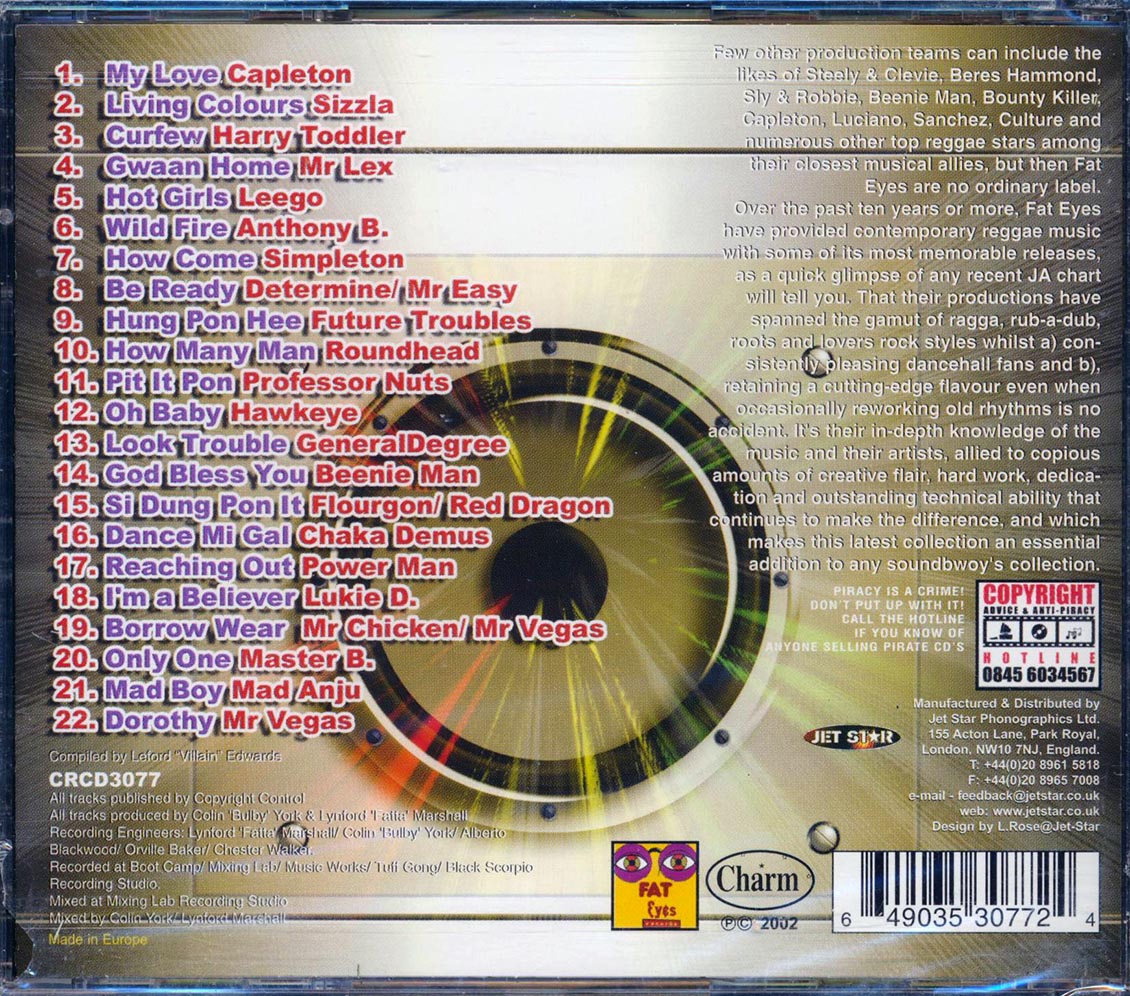 1. My Love Capleton
2. Living Colours Sizzla
3. Curfew Harry Toddler
4. Gwaan Home Mr Lex
5. Hot Girls Leego
6. Wild Fire Anthony B.
7. How Come Simpleton
8. Be Ready Determine/ Mr Easy
9. Hung Pon Hee Future Troubles
10. How Many Man Roundhead
11. Pit It Pon Professor Nuts
12. Oh Baby Hawkeye
13. Look Trouble GeneralDegree
14. God Bless You Beenie Man
15. Si Dung Pon It Flourgon/ Red Dragon
16. Dance Mi Gal Chaka Demus
17. Reaching Out Power Man
18. I'm a Believer Lukie D.
19. Borrow Wear Mr Chicken/ Mr Vegas
20. Only One Master B.
21. Mad Boy Mad Anju
22. Dorothy Mr Vegas
Compiled by Leford "Villain" Edwards
CRCD3077
All tracks published by Copyright Control
All tracks produced by Colin 'Bulby' York & Lynford 'Fatta' Marshall
Recording Engineers: Lynford 'Fatta' Marshall/ Colin 'Bulby' York/ Alberto
Blackwood/ Orville Baker/ Chester Walker.
Recorded at Boot Camp/ Mixing Lab/ Music Works/ Tuff Gong/ Black Scorpio
Recording Studio.
Mixed at Mixing Lab Recording Studio
Mixed by Colin York/ Lynford Marshall
Made in Europe
Few other production teams can include the
likes of Steely & Clevie, Beres Hammond,
Sly & Robbie, Beenie Man, Bounty Killer,
Capleton, Luciano, Sanchez, Culture and
numerous other top reggae stars among
their closest musical allies, but then Fat
Eyes are no ordinary label.
Over the past ten years or more, Fat Eyes
have provided contemporary reggae music
with some of its most memorable releases,
as a quick glimpse of any recent JA chart
will tell you. That their productions have
spanned the gamut of ragga, rub-a-dub,
roots and lovers rock styles whilst a) con-
sistently pleasing dancehall fans and b),
retaining a cutting-edge flavour even when
occasionally reworking old rhythms is no
accident. It's their in-depth knowledge of the
music and their artists, allied to copious
amounts of creative flair, hard work, dedica-
tion and outstanding technical ability that
continues to make the difference, and which
makes this latest collection an essential
addition to any soundbwoy's collection.
PIRACY IS A CRIME!
DON'T PUT UP WITH IT!
CALL THE HOTLINE
IF YOU KNOW OF
ANYONE SELLING PIRATE CD'S
COPYRIGHT
ADVICE & ANTI-PIRACY
HOTLINE
0845 6034567
JET STAR
Manufactured & Distributed by
Jet Star Phonographics Ltd.
155 Acton Lane, Park Royal,
London. NW10 7NJ, England.
T: +44(0)20 8961 5818
F: +44(0)20 8965 7008
e-mail - feedback@jetstar.co.uk
web: www.jetstar.co.uk
Design by L.Rose@Jet-Star
FAT
Eyes
records
Charm
℗© 2002
6 49035 30772 4